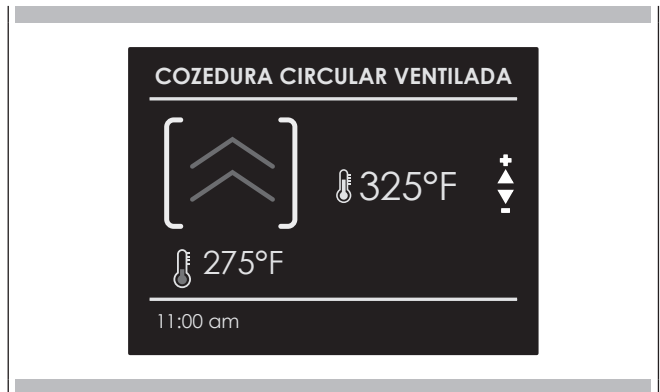 COZEDURA CIRCULAR VENTILADA
325°F
+
-
275°F
11:00 am